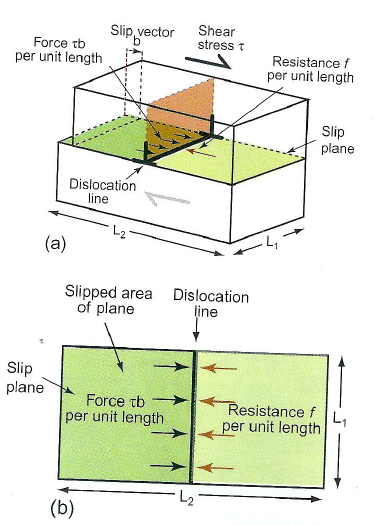 Slip vector
b
Shear
stress τ
Force τb
per unit length
Resistance f
per unit length
Slip
plane
Dislocation
line
L2
L1
(a)
Slipped area
of plane
Dislocation
line
Slip
plane
Force τb
per unit length
Resistance f
per unit length
L1
L2
(b)